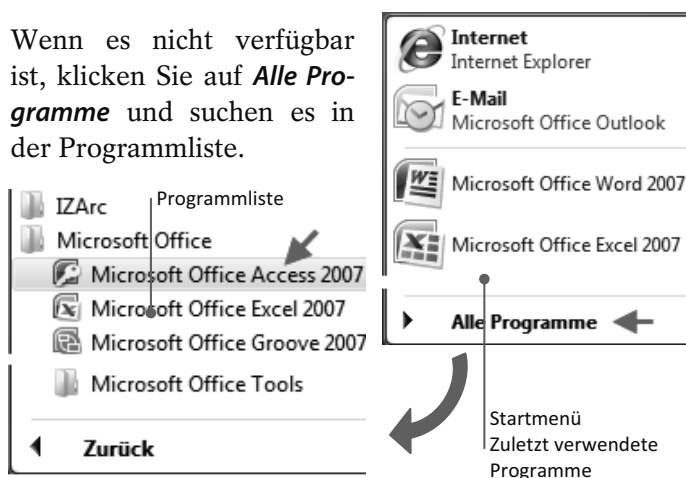 Wenn es nicht verfügbar
ist, klicken Sie auf Alle Pro-
gramme und suchen es in
der Programmliste.
Programmliste
IZArc
Microsoft Office
Microsoft Office Access 2007
Microsoft Office Excel 2007
Microsoft Office Groove 2007
Microsoft Office Tools
Zurück
Internet
Internet Explorer
E-Mail
Microsoft Office Outlook
Microsoft Office Word 2007
Microsoft Office Excel 2007
Alle Programme
Startmenü
Zuletzt verwendete
Programme